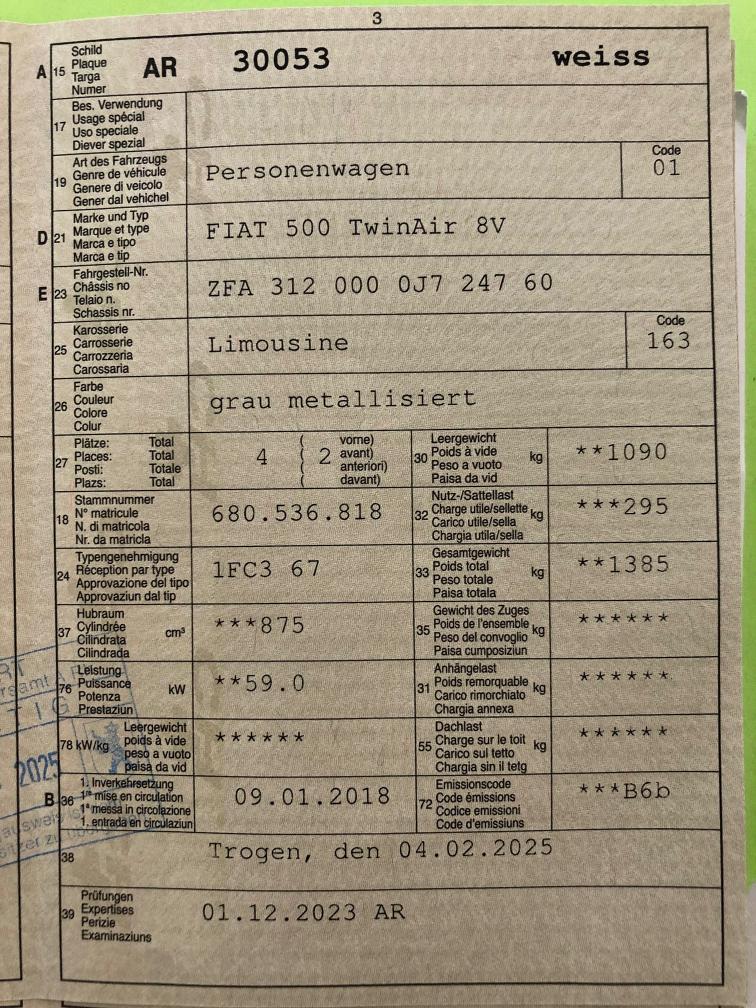 3
A 15 Schild Plaque Targa Numer AR 30053 weiss
17 Bes. Verwendung Usage spécial Uso speciale Diever spezial
19 Art des Fahrzeugs Genre de véhicule Genere di veicolo Gener dal vehichel Personenwagen Code 01
D 21 Marke und Typ Marque et type Marca e tipo Marca e tip FIAT 500 TwinAir 8V
E 23 Fahrgestell-Nr. Châssis no Telaio n. Schassis nr. ZFA 312 000 0J7 247 60
25 Karosserie Carrosserie Carrozzeria Carossaria Limousine Code 163
26 Farbe Couleur Colore Colur grau metallisiert
27 Plätze: Total Places: Total Posti: Totale Plazs: Total 4 ( 2 vorne) ( avant) ( anteriori) ( davant)
30 Leergewicht Poids à vide Peso a vuoto Paisa da vid kg **1090
18 Stammnummer N° matricule N. di matricola Nr. da matricla 680.536.818
32 Nutz-/Sattellast Charge utile/sellette Carico utile/sella Chargia utila/sella kg ***295
24 Typengenehmigung Réception par type Approvazione del tipo Approvaziun dal tip 1FC3 67
33 Gesamtgewicht Poids total Peso totale Paisa totala kg **1385
37 Hubraum Cylindrée Cilindrata Cilindrada cm³ ***875
35 Gewicht des Zuges Poids de l'ensemble Peso del convoglio Paisa cumposiziun kg ******
76 Leistung Puissance Potenza Prestaziun kW **59.0
31 Anhängelast Poids remorquable Carico rimorchiato Chargia annexa kg ******
78 kW/kg Leergewicht poids à vide peso a vuoto paisa da vid ******
55 Dachlast Charge sur le toit Carico sul tetto Chargia sin il tetg kg ******
B 36 1. Inverkehrsetzung 1re mise en circulation 1a messa in circolazione 1. entrada en circulaziun 09.01.2018
72 Emissionscode Code émissions Codice emissioni Code d'emissiuns ***B6b
38 Trogen, den 04.02.2025
39 Prüfungen Expertises Perizie Examinaziuns 01.12.2023 AR
2025